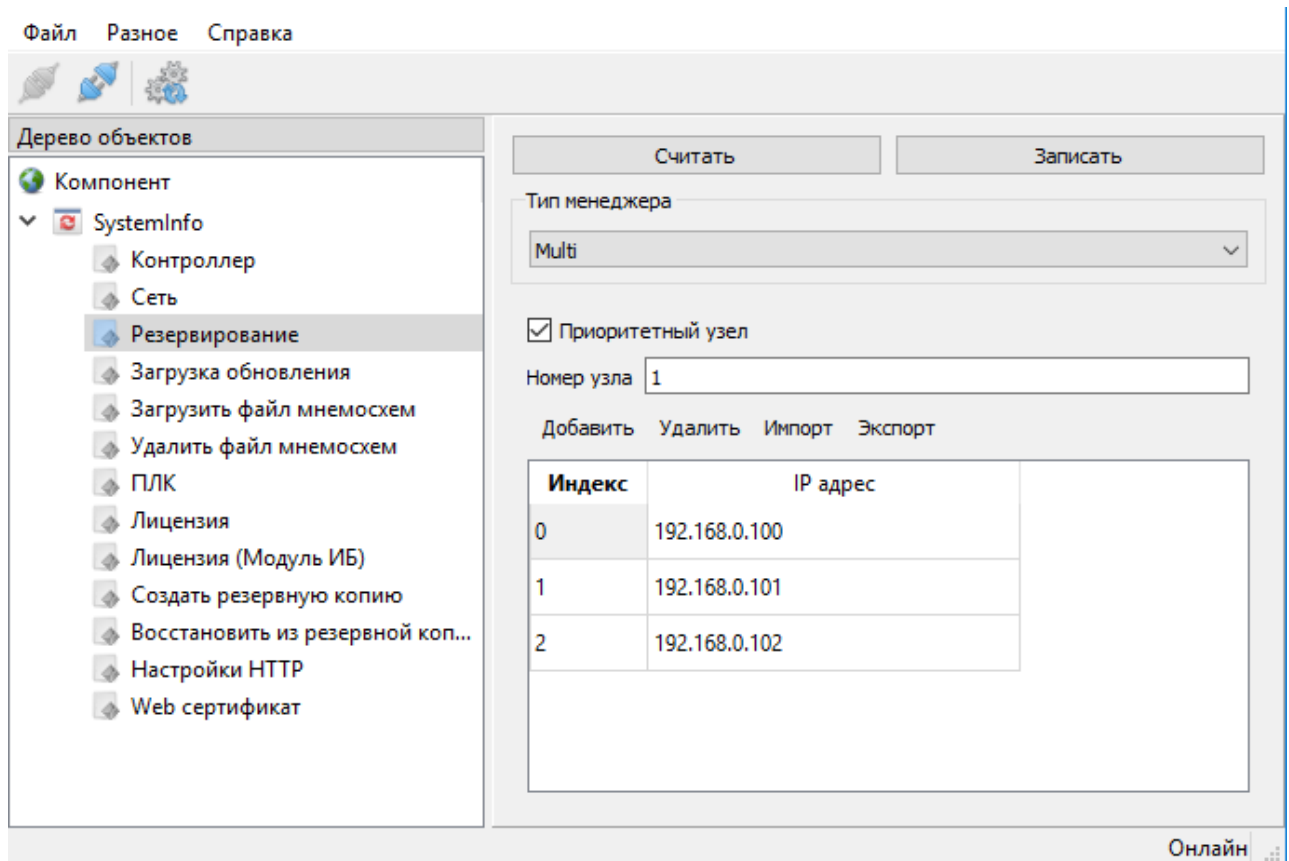 Файл Разное Справка
Дерево объектов
Компонент
SystemInfo
Контроллер
Сеть
Резервирование
Загрузка обновления
Загрузить файл мнемосхем
Удалить файл мнемосхем
ПЛК
Лицензия
Лицензия (Модуль ИБ)
Создать резервную копию
Восстановить из резервной коп...
Настройки HTTP
Web сертификат
Считать Записать
Тип менеджера
Multi
Приоритетный узел
Номер узла 1
Добавить Удалить Импорт Экспорт
Индекс IP адрес
0 192.168.0.100
1 192.168.0.101
2 192.168.0.102
Онлайн